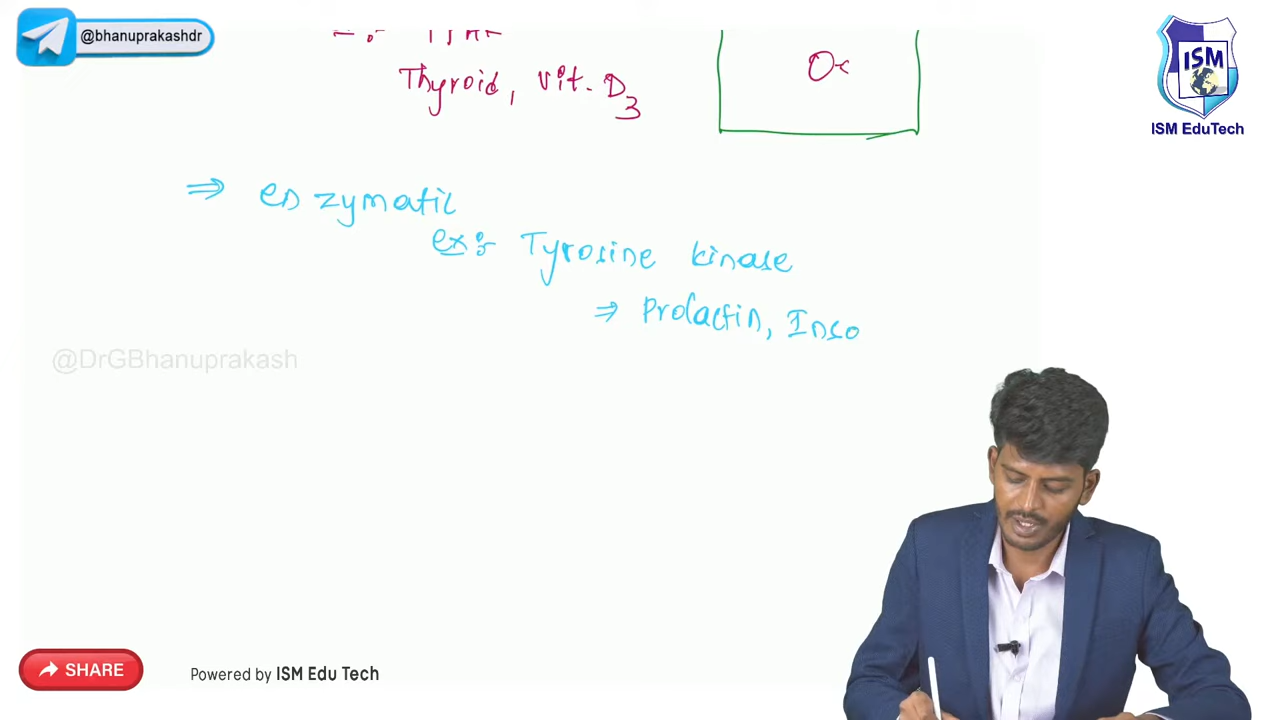 @bhanuprakashdr
ISM
ISM EduTech
Thyroid, vit. D3
Ox
⇒ enzymatic
ex: Tyrosine kinase
⇒ Prolactin, Inso
@DrGBhanuprakash
SHARE
Powered by ISM Edu Tech